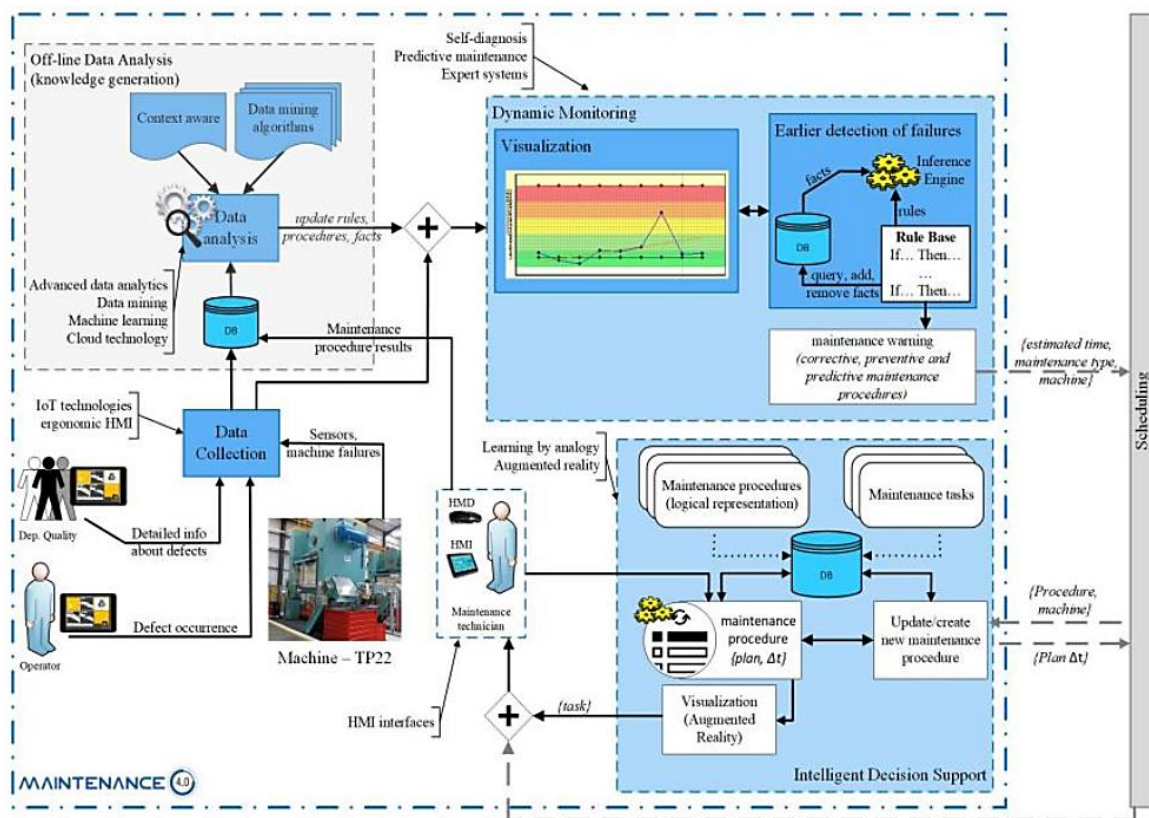 Off-line Data Analysis
(knowledge generation)
Context aware
Data mining
algorithms
Data
analysis
update rules,
procedures, facts
Advanced data analytics
Data mining
Machine learning
Cloud technology
DB
Maintenance
procedure results
Self-diagnosis
Predictive maintenance
Expert systems
Dynamic Monitoring
Visualization
Earlier detection of failures
facts
Inference
Engine
rules
DB
Rule Base
If… Then…
…
If… Then…
query, add,
remove facts
maintenance warning
(corrective, preventive and
predictive maintenance
procedures)
{estimated time,
maintenance type,
machine}
Scheduling
IoT technologies
ergonomic HMI
Data
Collection
Sensors,
machine failures
Dep. Quality
Detailed info
about defects
Operator
Defect occurrence
Machine – TP22
HMD
HMI
Maintenance
technician
HMI interfaces
Learning by analogy
Augmented reality
Maintenance procedures
(logical representation)
Maintenance tasks
DB
maintenance
procedure
{plan, Δt}
Update/create
new maintenance
procedure
{Procedure,
machine}
{Plan Δt}
Visualization
(Augmented
Reality)
{task}
Intelligent Decision Support
MAINTENANCE 4.0